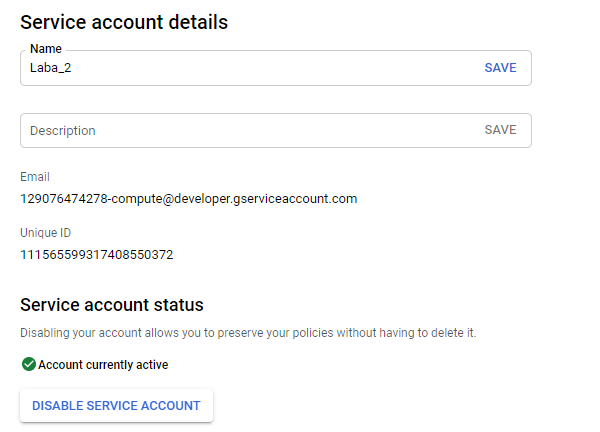 Service account details
Name
Laba_2
SAVE
Description
SAVE
Email
129076474278-compute@developer.gserviceaccount.com
Unique ID
111565599317408550372
Service account status
Disabling your account allows you to preserve your policies without having to delete it.
Account currently active
DISABLE SERVICE ACCOUNT